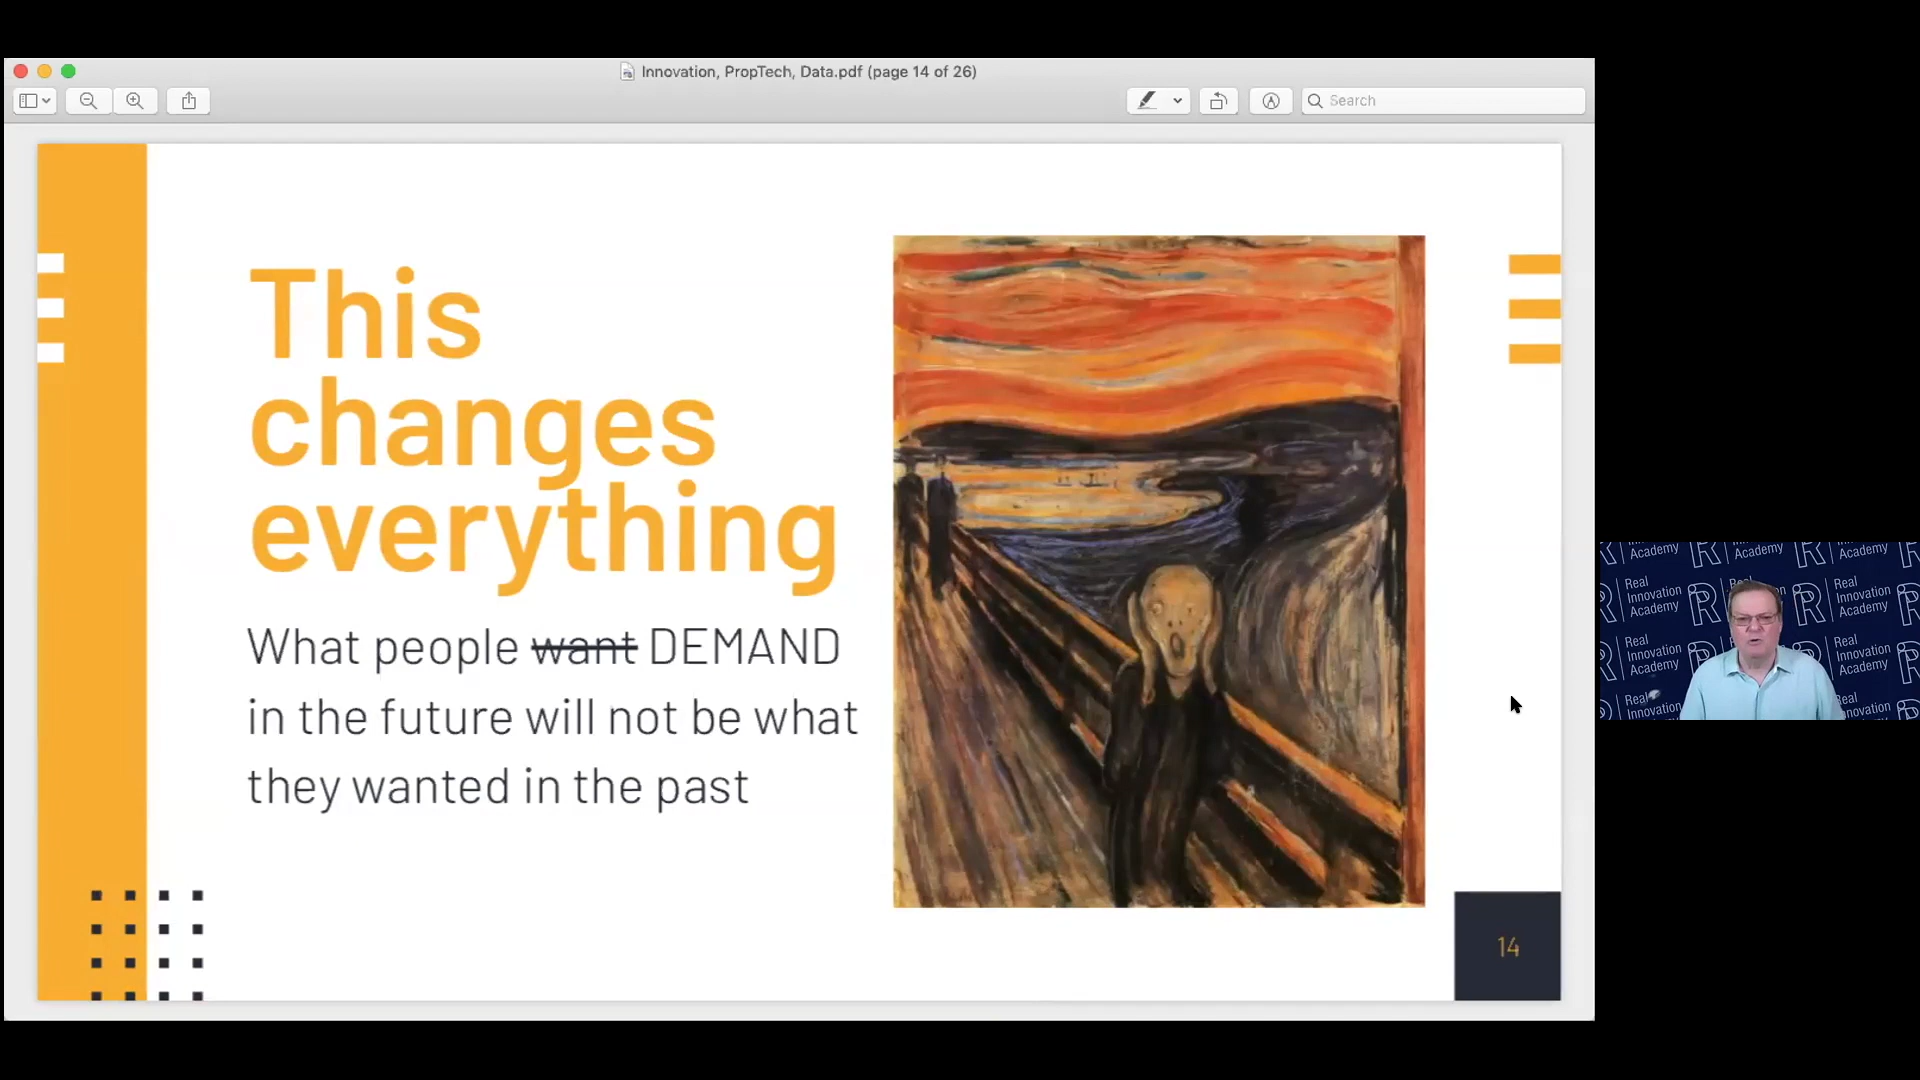 Innovation, PropTech, Data.pdf (page 14 of 26)
Search
This
changes
everything
What people want DEMAND
in the future will not be what
they wanted in the past
14
Academy
Academy
Academy
Real
Innovation
Academy
Real
Innovation
Academy
Real
Innovation
Academy
Real
Innovation
Academy
Real
Innovation
nnovation